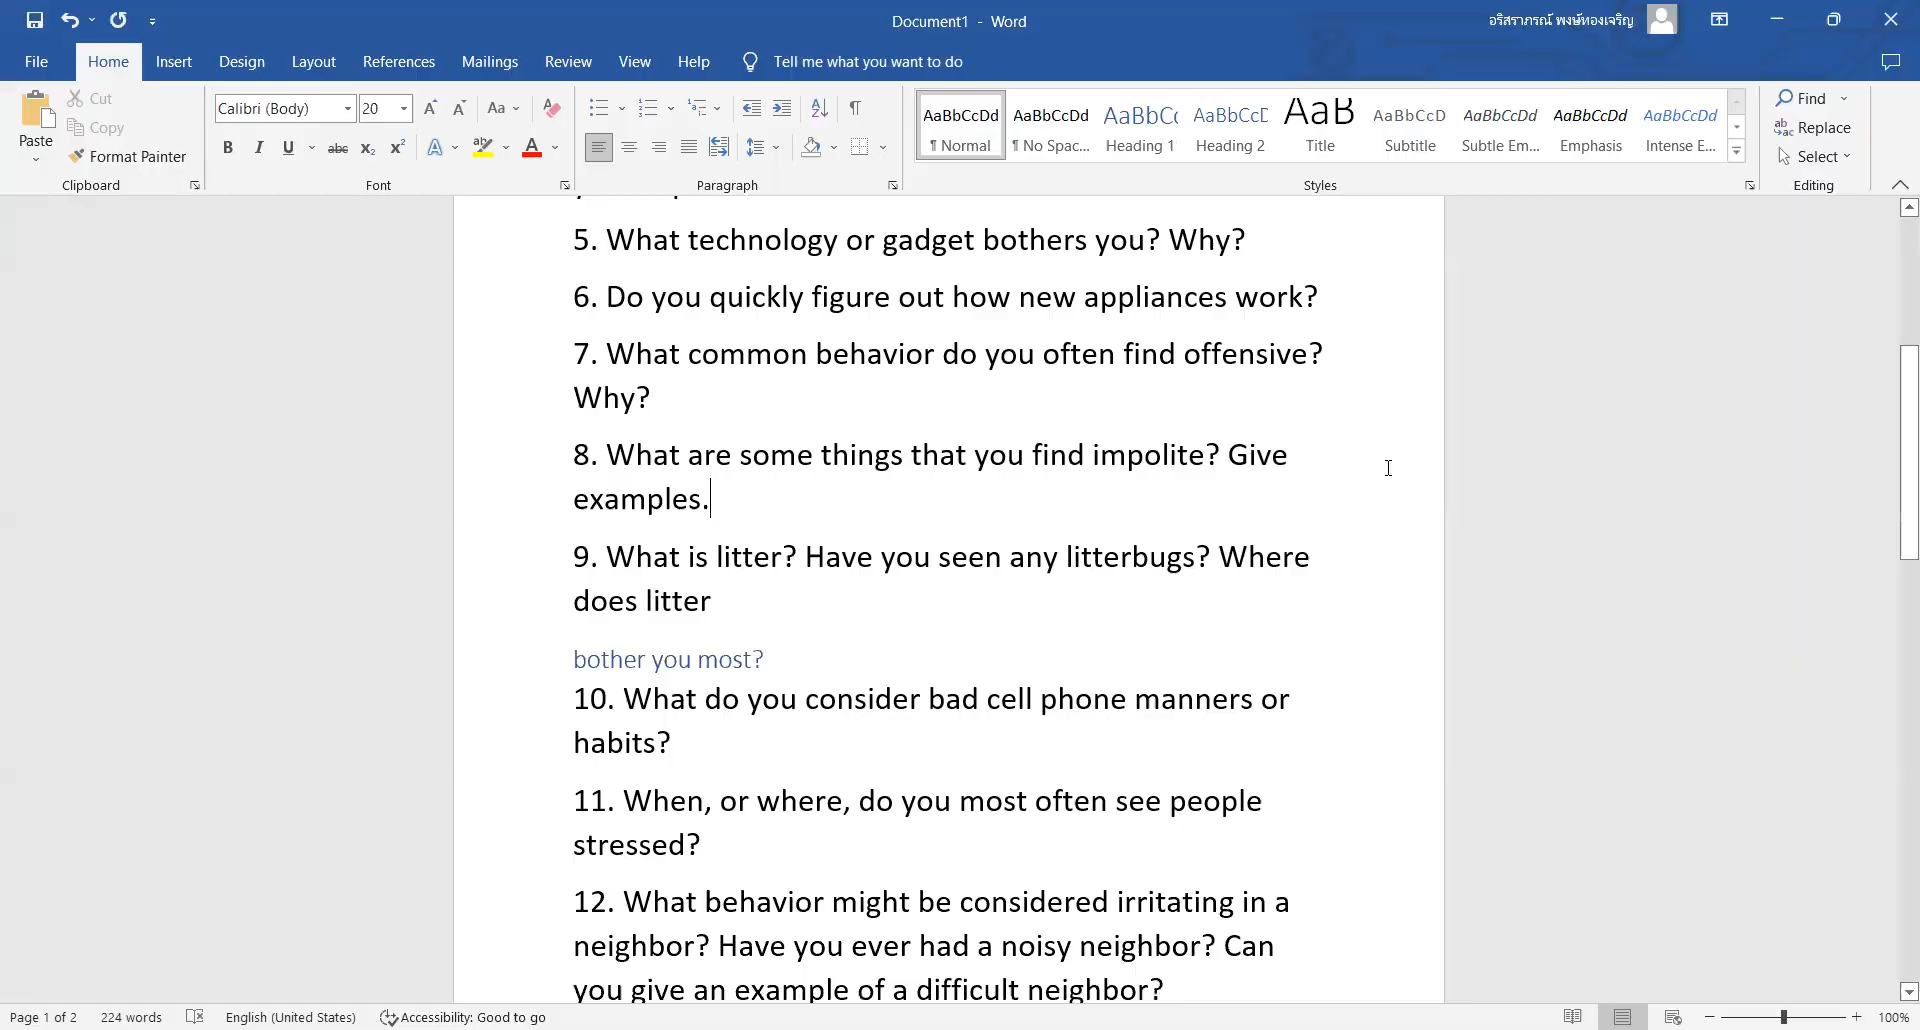 Document1 - Word
อริสราภรณ์ พงษ์ทองเจริญ
File Home Insert Design Layout References Mailings Review View Help Tell me what you want to do
Paste
Cut
Copy
Format Painter
Clipboard
Calibri (Body) 20
Font
Paragraph
AaBbCcDd AaBbCcDd AaBbC AaBbCcD AaB AaBbCcD AaBbCcDd AaBbCcDd AaBbCcDd
¶ Normal ¶ No Spac... Heading 1 Heading 2 Title Subtitle Subtle Em... Emphasis Intense E...
Styles
Find
Replace
Select
Editing
5. What technology or gadget bothers you? Why?
6. Do you quickly figure out how new appliances work?
7. What common behavior do you often find offensive?
Why?
8. What are some things that you find impolite? Give
examples.
9. What is litter? Have you seen any litterbugs? Where
does litter
bother you most?
10. What do you consider bad cell phone manners or
habits?
11. When, or where, do you most often see people
stressed?
12. What behavior might be considered irritating in a
neighbor? Have you ever had a noisy neighbor? Can
you give an example of a difficult neighbor?
Page 1 of 2 224 words English (United States) Accessibility: Good to go 100%